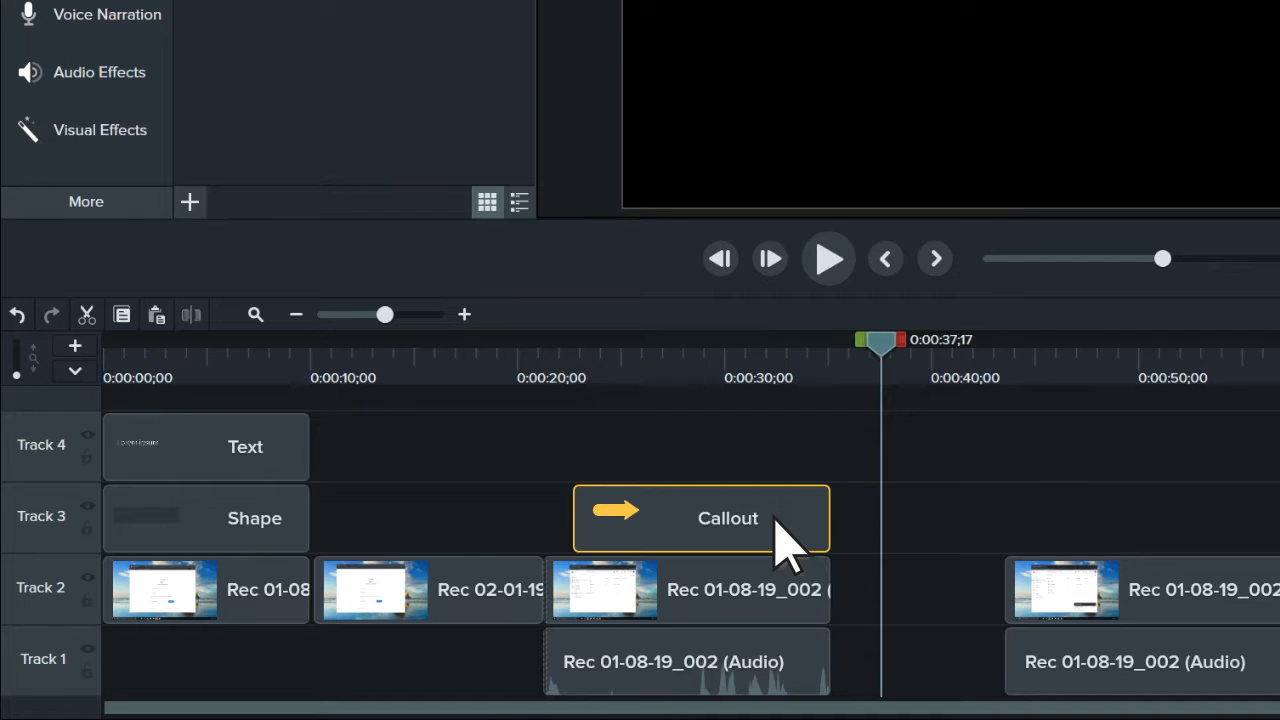 Voice Narration
Audio Effects
Visual Effects
More
0:00:37;17
0:00:00;00 0:00:10;00 0:00:20;00 0:00:30;00 0:00:40;00 0:00:50;00
Track 4 Text
Track 3 Shape Callout
Track 2 Rec 01-08 Rec 02-01-19 Rec 01-08-19_002 ( Rec 01-08-19_002
Track 1 Rec 01-08-19_002 (Audio) Rec 01-08-19_002 (Audio)